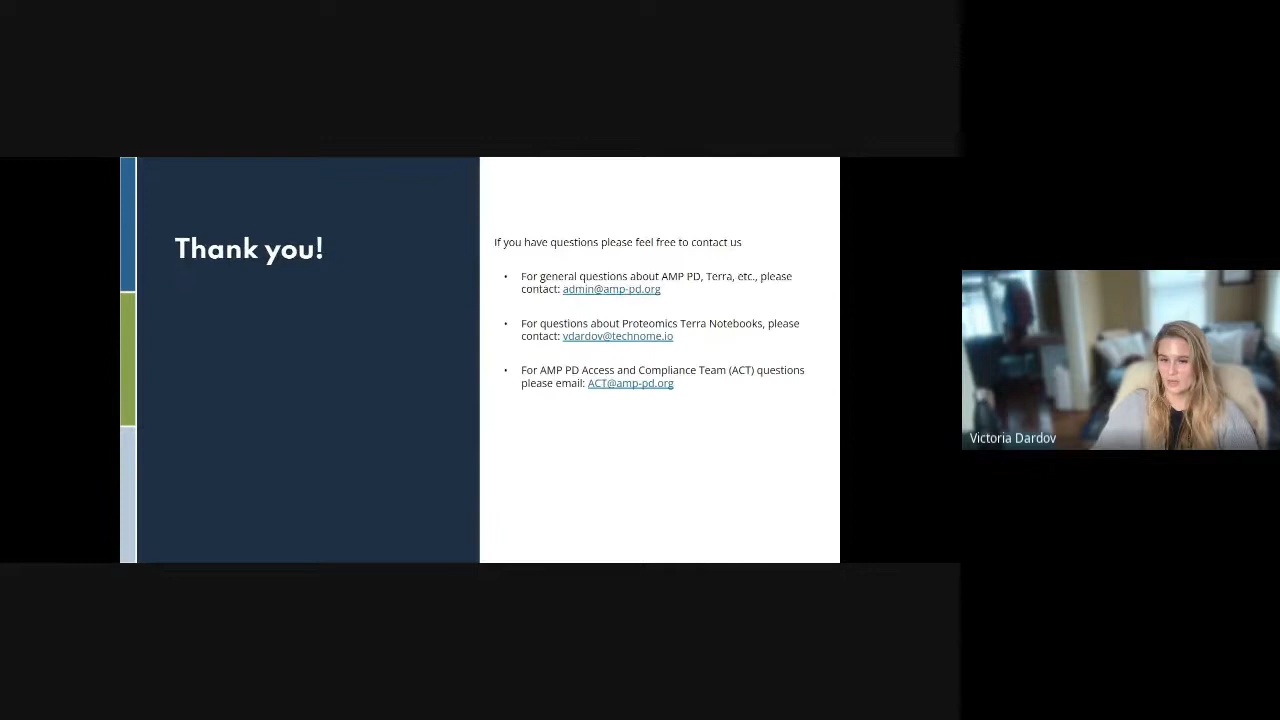 Thank you!
If you have questions please feel free to contact us
• For general questions about AMP PD, Terra, etc., please
contact: admin@amp-pd.org
• For questions about Proteomics Terra Notebooks, please
contact: vdardov@technome.io
• For AMP PD Access and Compliance Team (ACT) questions
please email: ACT@amp-pd.org
Victoria Dardov